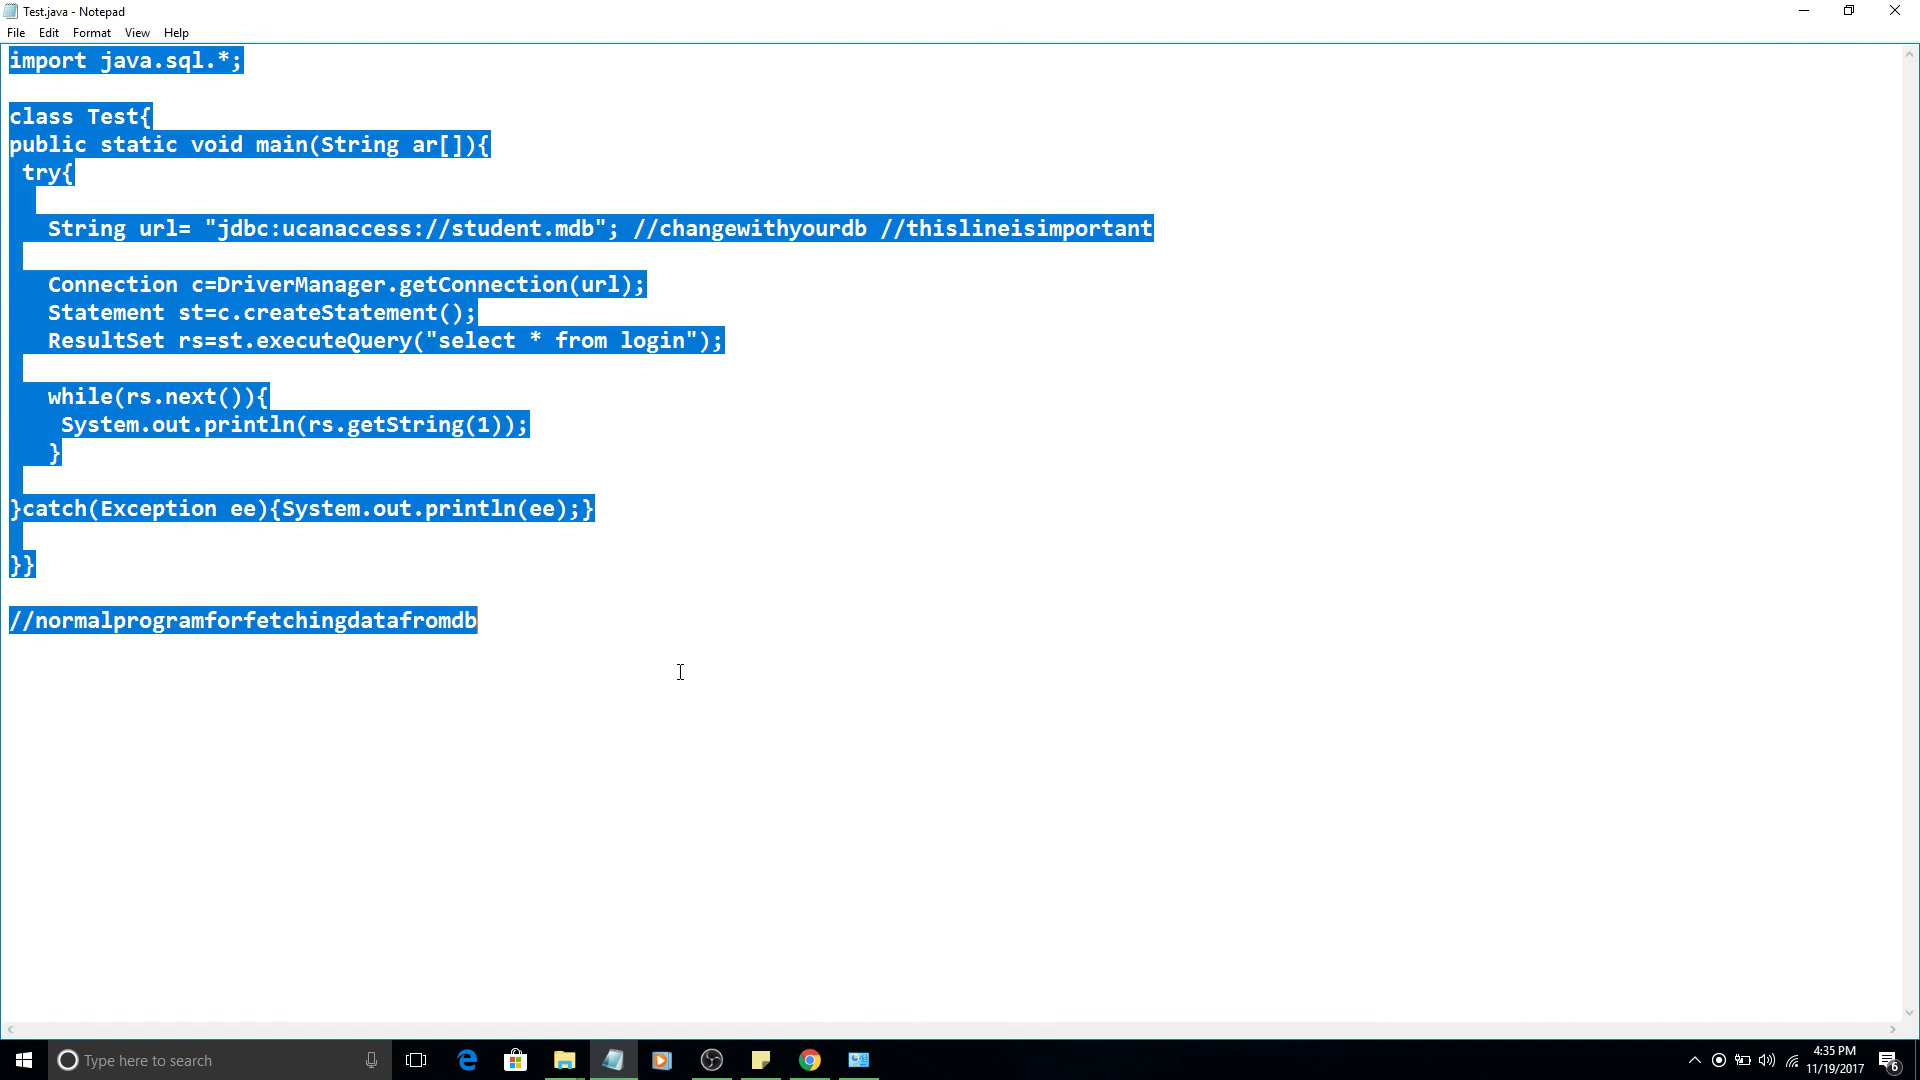 Test.java - Notepad
File Edit Format View Help
import java.sql.*;
class Test{
public static void main(String ar[]){
try{
String url= "jdbc:ucanaccess://student.mdb"; //changewithyourdb //thislineisimportant
Connection c=DriverManager.getConnection(url);
Statement st=c.createStatement();
ResultSet rs=st.executeQuery("select * from login");
while(rs.next()){
System.out.println(rs.getString(1));
}
}catch(Exception ee){System.out.println(ee);}
}}
//normalprogramforfetchingdatafromdb
Type here to search
4:35 PM
11/19/2017
6